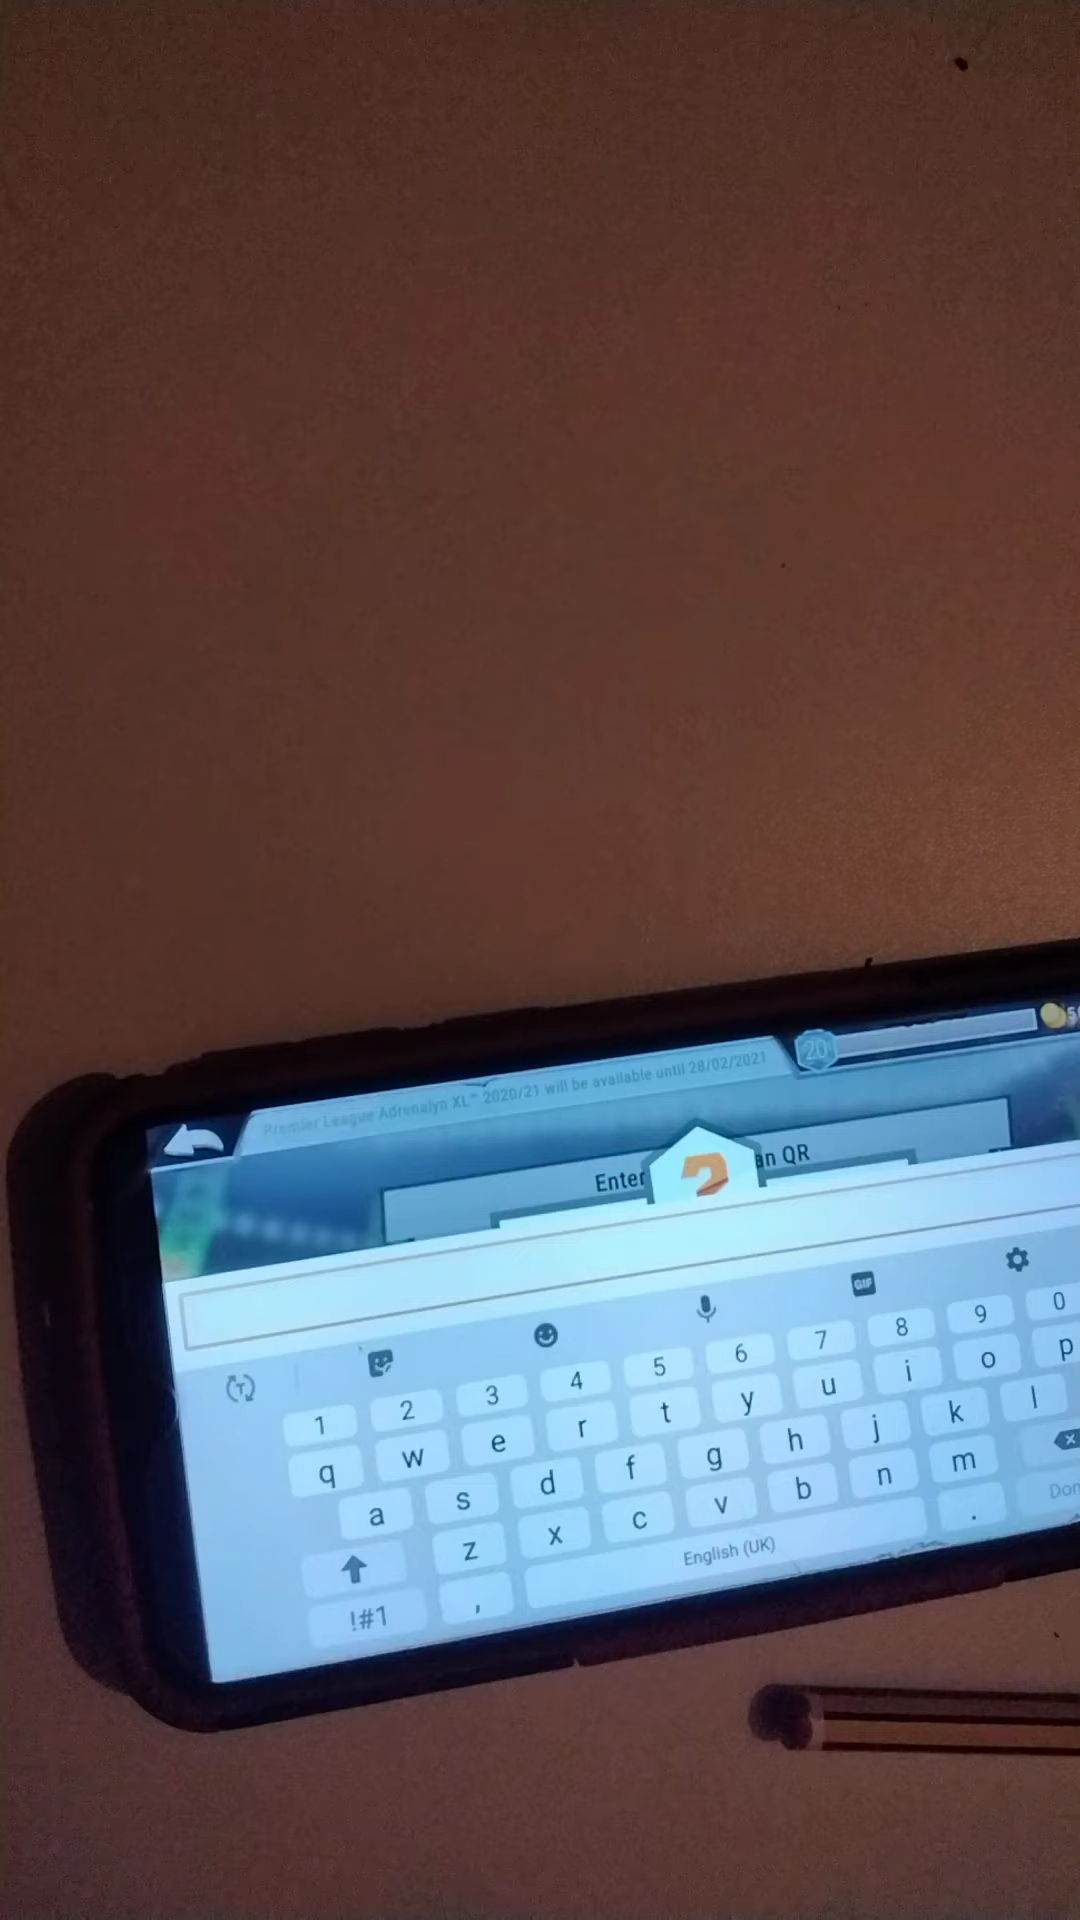 Premier League Adrenalyn XL™ 2020/21 will be available until 28/02/2021
20
Enter
an QR
GIF
1 2 3 4 5 6 7 8 9 0
q w e r t y u i o p
a s d f g h j k l
z x c v b n m
!#1 , English (UK) .